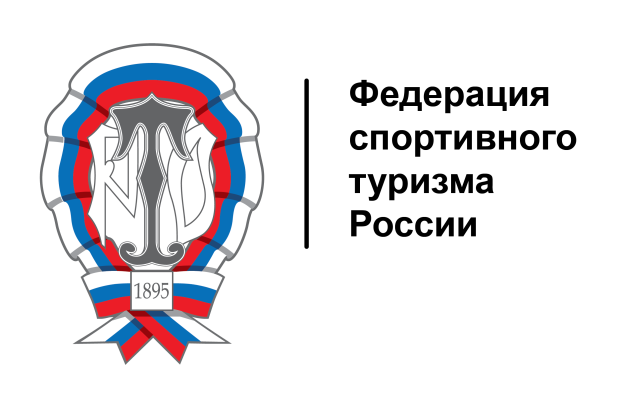 1895
Федерация
спортивного
туризма
России